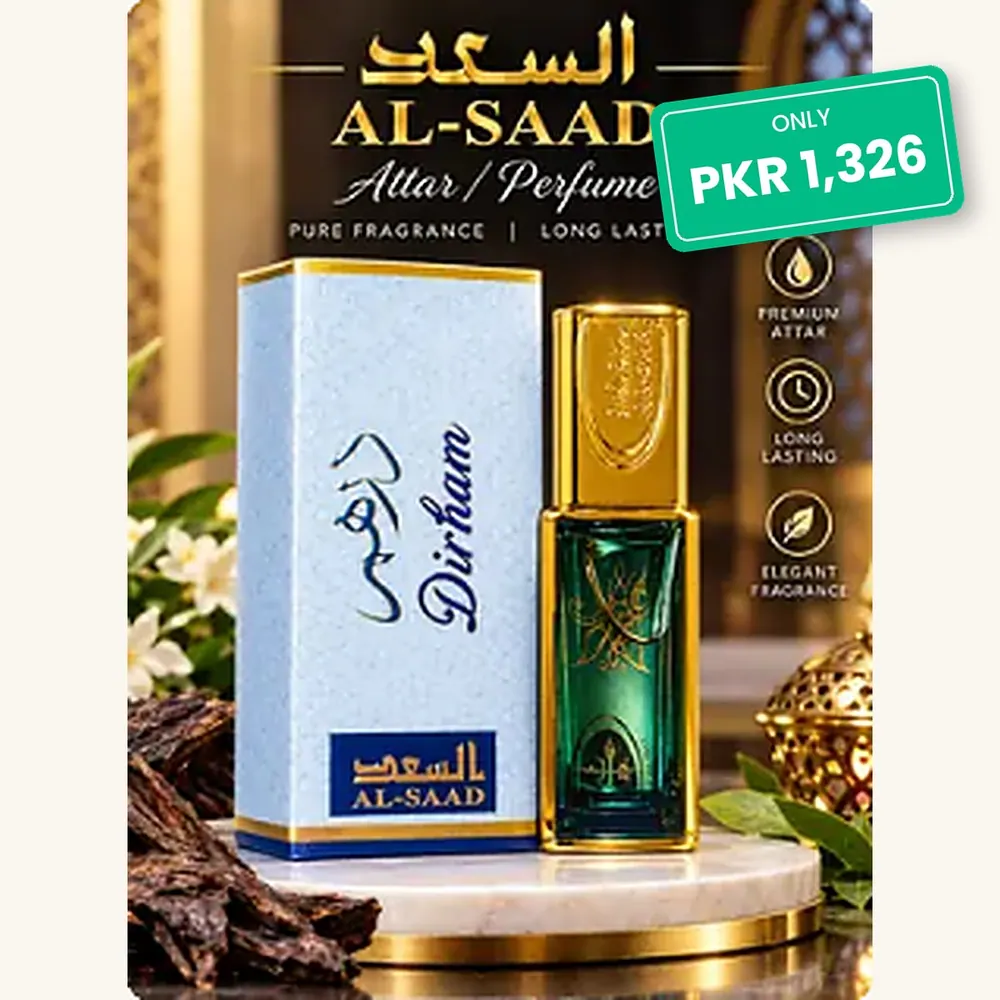 السعد
AL-SAAD
Attar / Perfume
PURE FRAGRANCE | LONG LAST
ONLY
PKR 1,326
PREMIUM
ATTAR
LONG
LASTING
ELEGANT
FRAGRANCE
Dirham
السعد
AL-SAAD